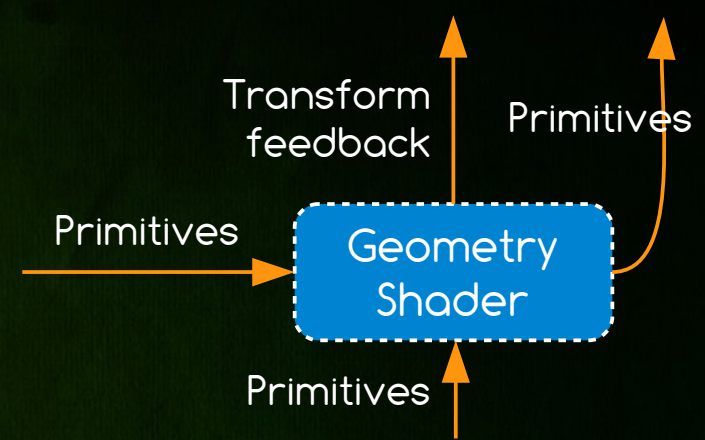 Transform
feedback
Primitives
Primitives
Geometry
Shader
Primitives